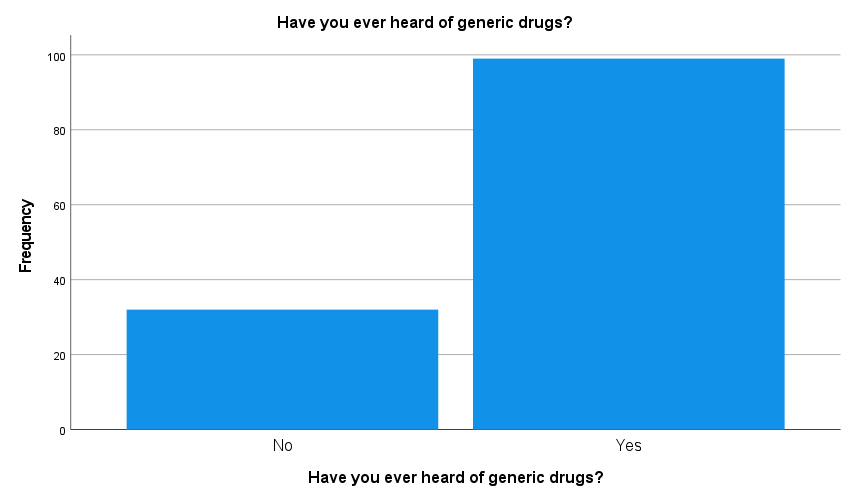 Have you ever heard of generic drugs?
100
80
60
40
20
0
Frequency
No
Yes
Have you ever heard of generic drugs?